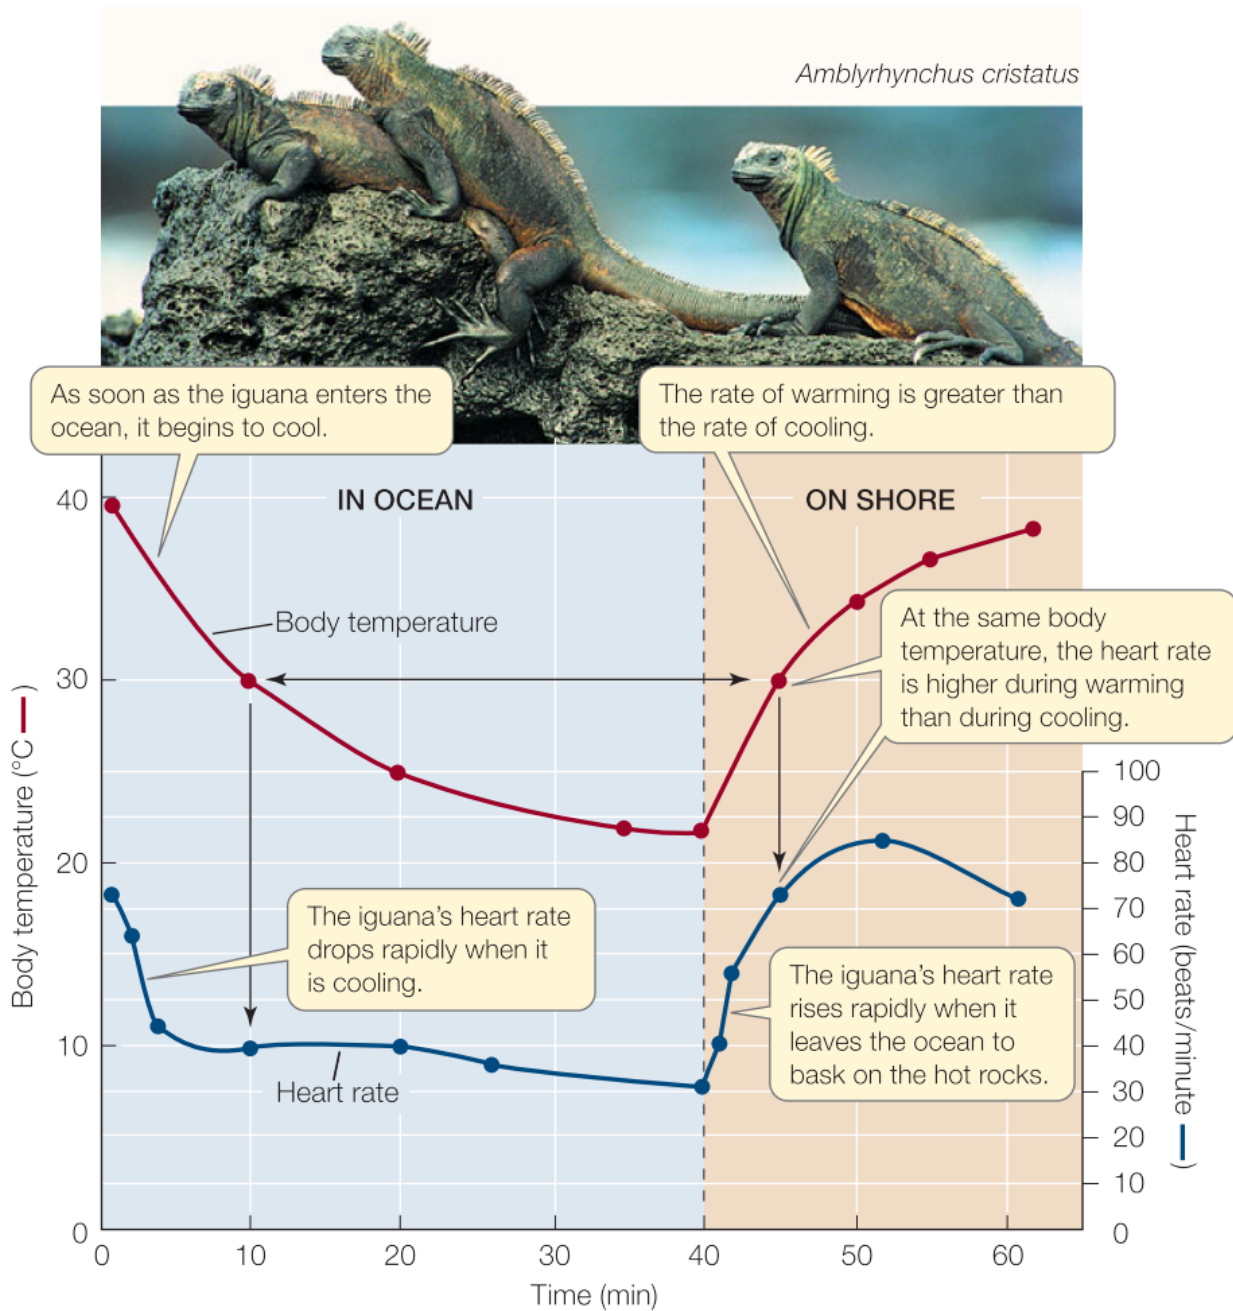 Amblyrhynchus cristatus
As soon as the iguana enters the
ocean, it begins to cool.
The rate of warming is greater than
the rate of cooling.
IN OCEAN
ON SHORE
Body temperature
At the same body
temperature, the heart rate
is higher during warming
than during cooling.
The iguana’s heart rate
drops rapidly when it
is cooling.
The iguana’s heart rate
rises rapidly when it
leaves the ocean to
bask on the hot rocks.
Heart rate
Body temperature (°C —)
40
30
20
10
0
Heart rate (beats/minute —)
100
90
80
70
60
50
40
30
20
10
0
0 10 20 30 40 50 60
Time (min)